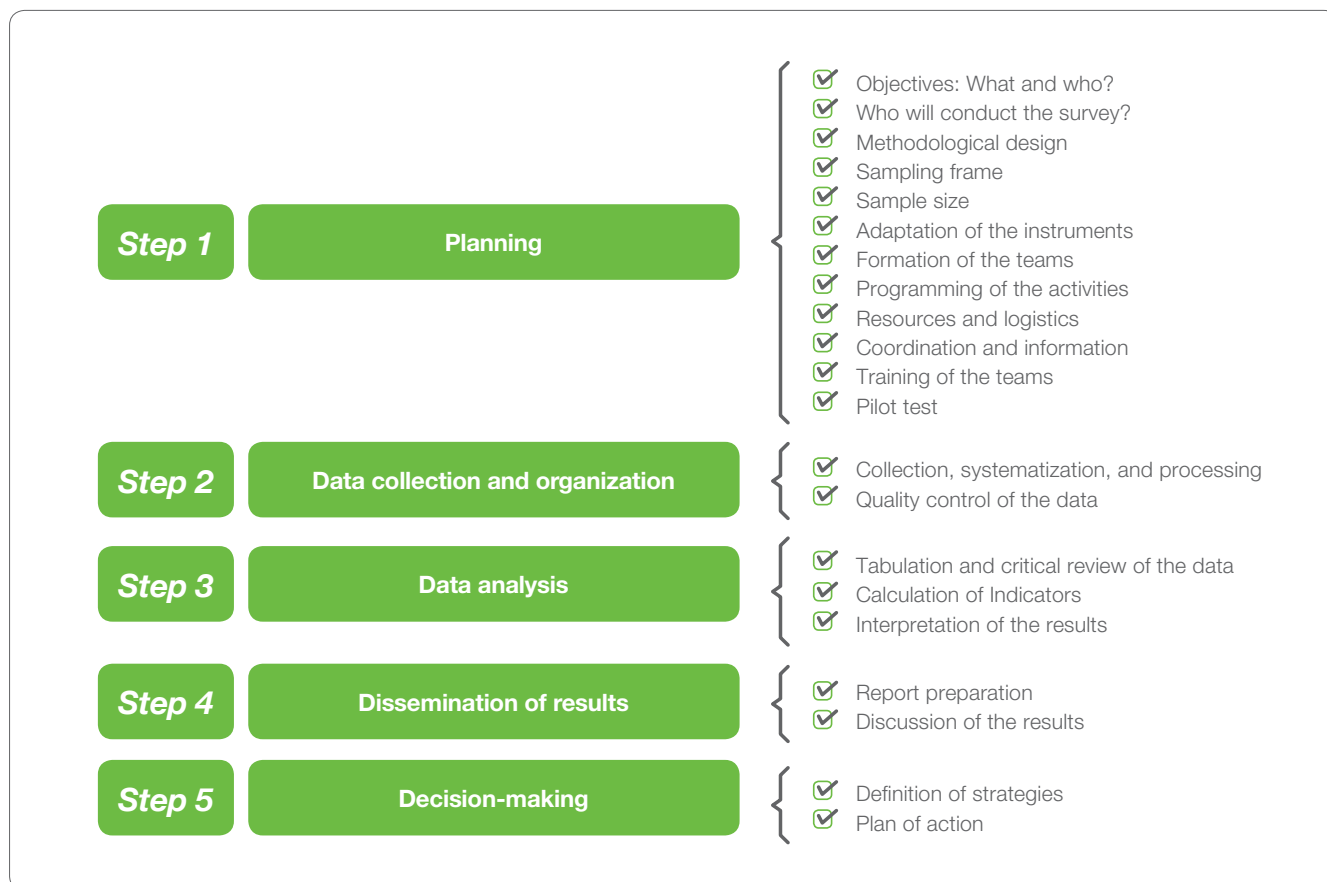 Step 1
Planning
Objectives: What and who?
Who will conduct the survey?
Methodological design
Sampling frame
Sample size
Adaptation of the instruments
Formation of the teams
Programming of the activities
Resources and logistics
Coordination and information
Training of the teams
Pilot test
Step 2
Data collection and organization
Collection, systematization, and processing
Quality control of the data
Step 3
Data analysis
Tabulation and critical review of the data
Calculation of Indicators
Interpretation of the results
Step 4
Dissemination of results
Report preparation
Discussion of the results
Step 5
Decision-making
Definition of strategies
Plan of action